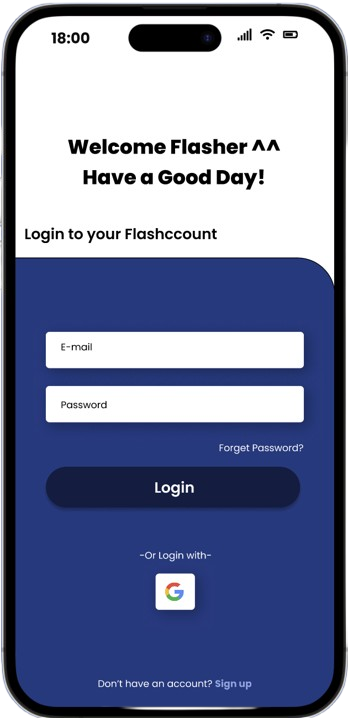 18:00
Welcome Flasher ^^
Have a Good Day!
Login to your Flashccount
E-mail
Password
Forget Password?
Login
-Or Login with-
G
Don't have an account? Sign up